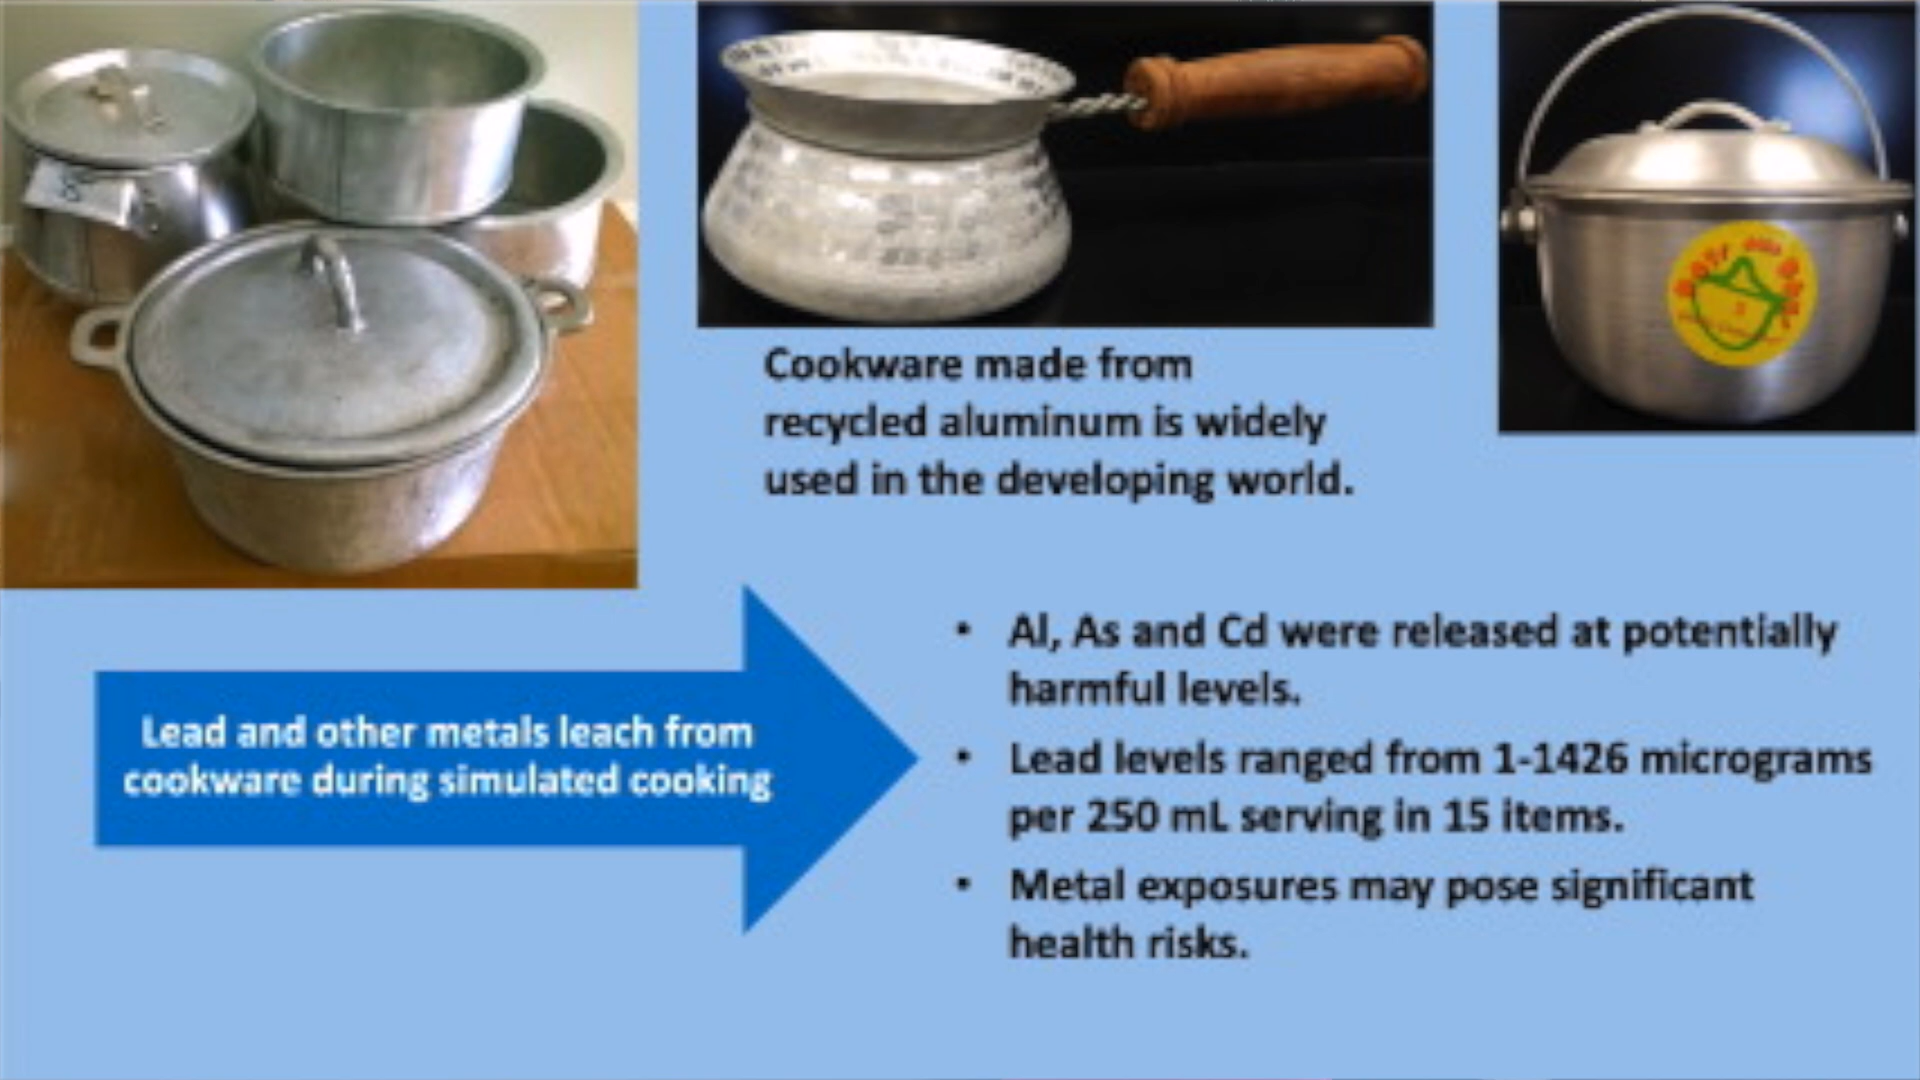 Cookware made from
recycled aluminum is widely
used in the developing world.
Lead and other metals leach from
cookware during simulated cooking
• Al, As and Cd were released at potentially
harmful levels.
• Lead levels ranged from 1-1426 micrograms
per 250 mL serving in 15 items.
• Metal exposures may pose significant
health risks.